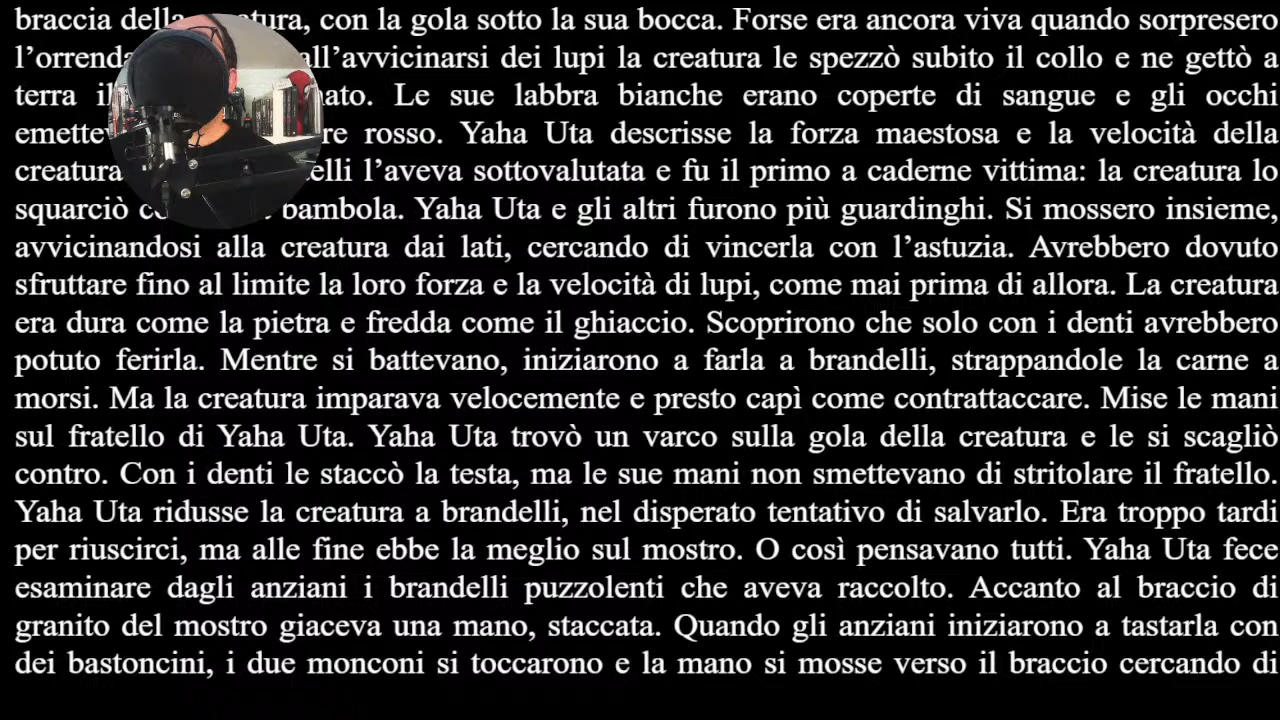 braccia della creatura, con la gola sotto la sua bocca. Forse era ancora viva quando sorpresero
l’orrenda all’avvicinarsi dei lupi la creatura le spezzò subito il collo e ne gettò a
terra il Le sue labbra bianche erano coperte di sangue e gli occhi
rosso. Yaha Uta descrisse la forza maestosa e la velocità della
creatura l’aveva sottovalutata e fu il primo a caderne vittima: la creatura lo
squarciò bambola. Yaha Uta e gli altri furono più guardinghi. Si mossero insieme,
avvicinandosi alla creatura dai lati, cercando di vincerla con l’astuzia. Avrebbero dovuto
sfruttare fino al limite la loro forza e la velocità di lupi, come mai prima di allora. La creatura
era dura come la pietra e fredda come il ghiaccio. Scoprirono che solo con i denti avrebbero
potuto ferirla. Mentre si battevano, iniziarono a farla a brandelli, strappandole la carne a
morsi. Ma la creatura imparava velocemente e presto capì come contrattaccare. Mise le mani
sul fratello di Yaha Uta. Yaha Uta trovò un varco sulla gola della creatura e le si scagliò
contro. Con i denti le staccò la testa, ma le sue mani non smettevano di stritolare il fratello.
Yaha Uta ridusse la creatura a brandelli, nel disperato tentativo di salvarlo. Era troppo tardi
per riuscirci, ma alle fine ebbe la meglio sul mostro. O così pensavano tutti. Yaha Uta fece
esaminare dagli anziani i brandelli puzzolenti che aveva raccolto. Accanto al braccio di
granito del mostro giaceva una mano, staccata. Quando gli anziani iniziarono a tastarla con
dei bastoncini, i due monconi si toccarono e la mano si mosse verso il braccio cercando di